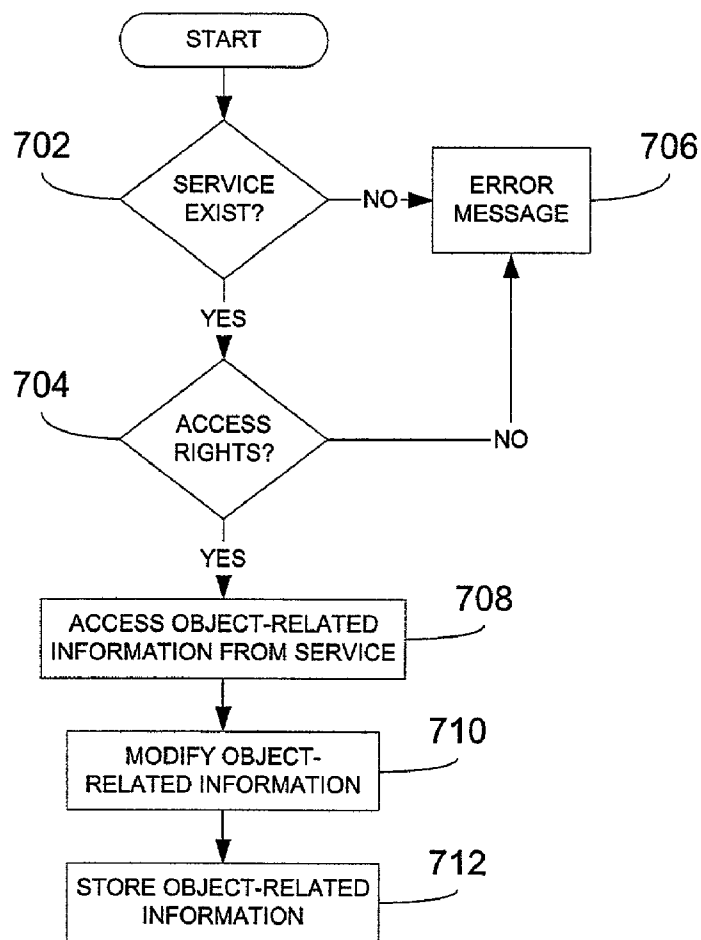 START
702
SERVICE
EXIST?
NO
ERROR
MESSAGE
706
YES
704
ACCESS
RIGHTS?
NO
YES
708
ACCESS OBJECT-RELATED
INFORMATION FROM SERVICE
710
MODIFY OBJECT-
RELATED INFORMATION
712
STORE OBJECT-RELATED
INFORMATION